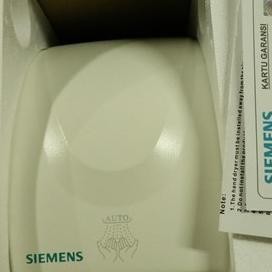 AUTO
SIEMENS
KARTU GARANSI
SIEMENS
Note:
1. The hand dryer must be installed away from the
2. Do not install the